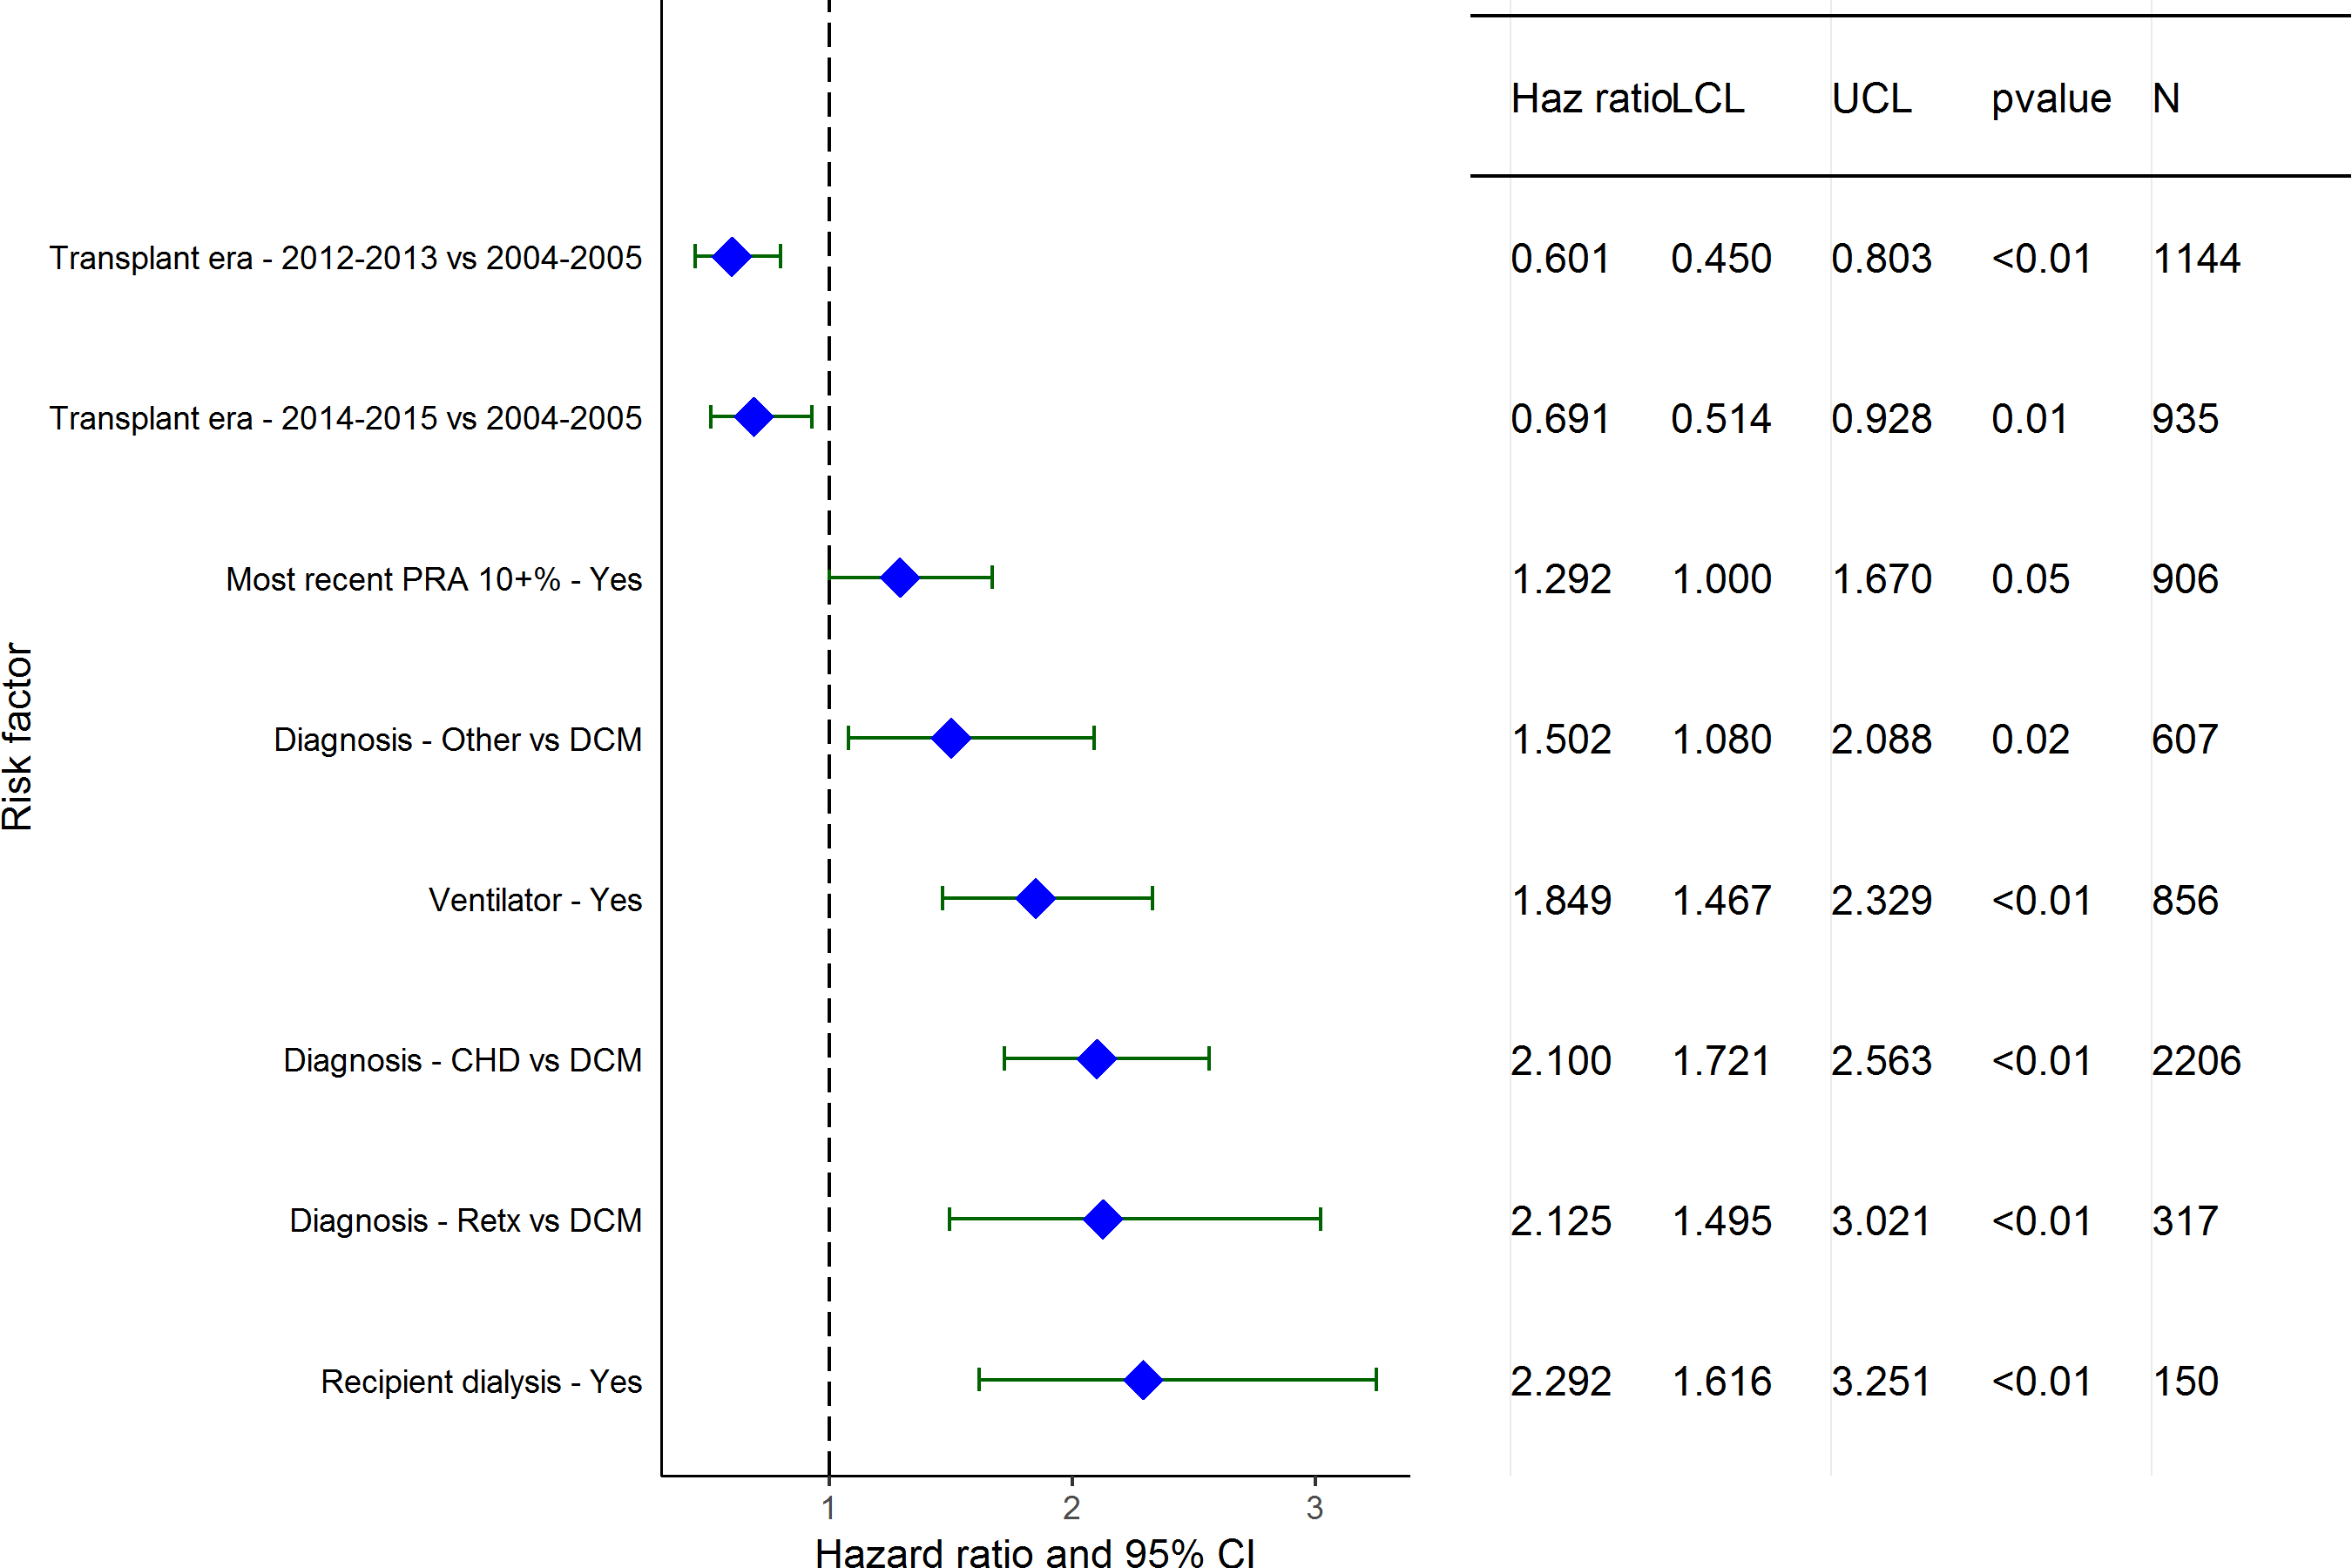 Haz ratio LCL UCL pvalue N
Transplant era - 2012-2013 vs 2004-2005 0.601 0.450 0.803 <0.01 1144
Transplant era - 2014-2015 vs 2004-2005 0.691 0.514 0.928 0.01 935
Most recent PRA 10+% - Yes 1.292 1.000 1.670 0.05 906
Diagnosis - Other vs DCM 1.502 1.080 2.088 0.02 607
Ventilator - Yes 1.849 1.467 2.329 <0.01 856
Diagnosis - CHD vs DCM 2.100 1.721 2.563 <0.01 2206
Diagnosis - Retx vs DCM 2.125 1.495 3.021 <0.01 317
Recipient dialysis - Yes 2.292 1.616 3.251 <0.01 150
Risk factor
1 2 3
Hazard ratio and 95% CI